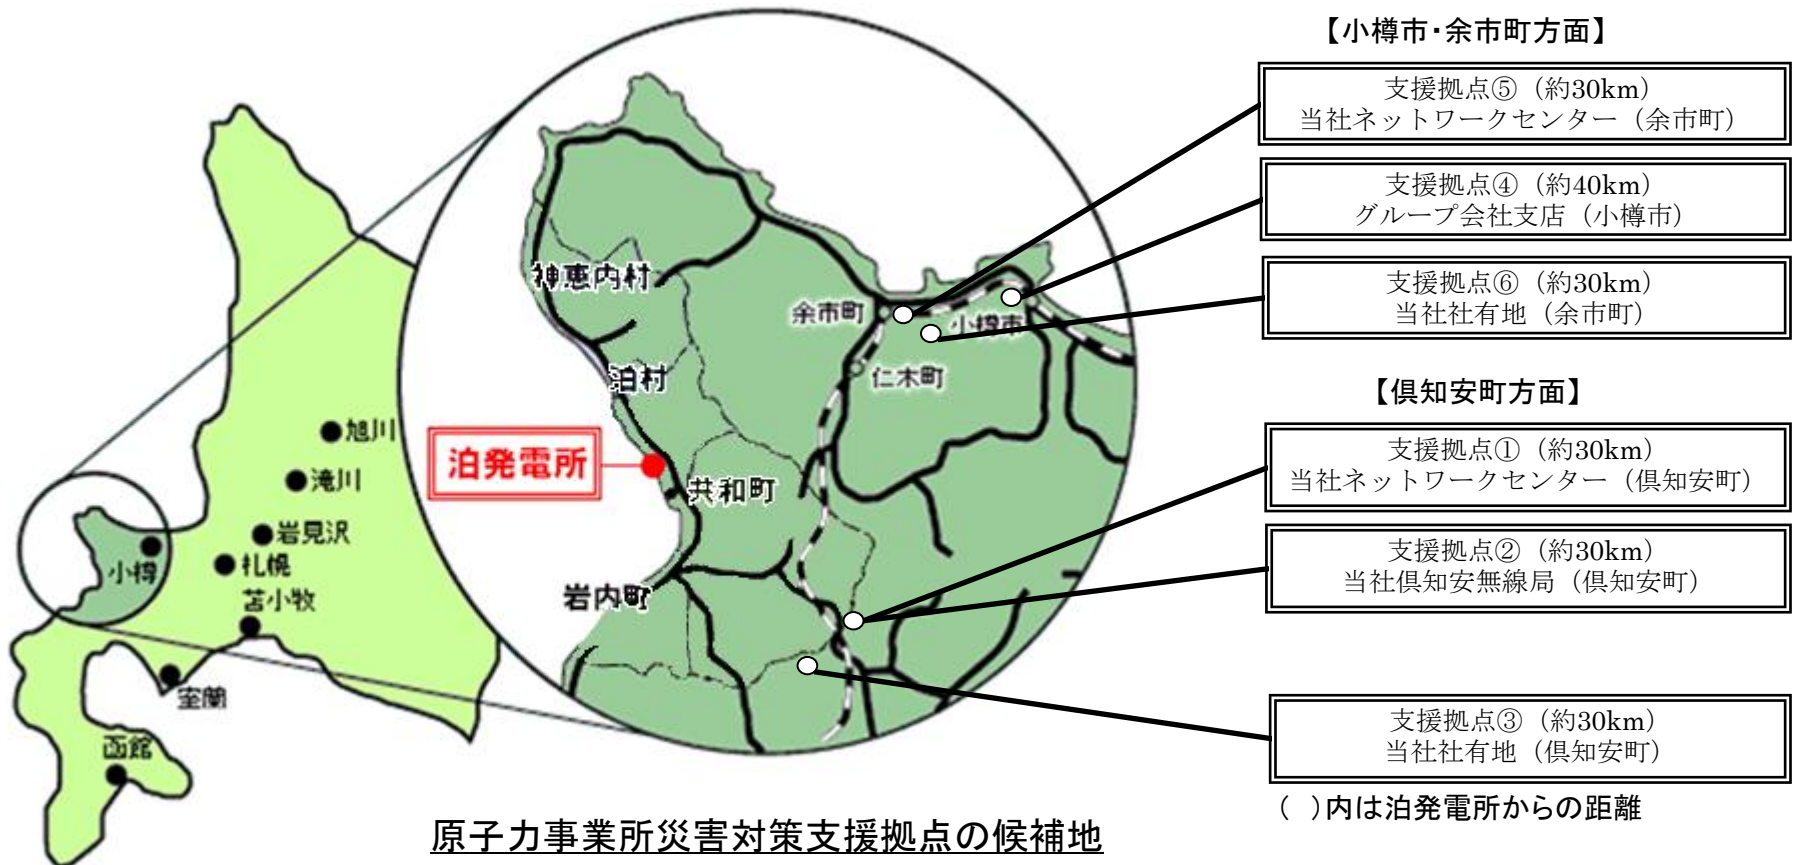 【小樽市・余市町方面】
支援拠点⑤（約30km）
当社ネットワークセンター（余市町）
支援拠点④（約40km）
グループ会社支店（小樽市）
支援拠点⑥（約30km）
当社社有地（余市町）
【倶知安町方面】
支援拠点①（約30km）
当社ネットワークセンター（倶知安町）
支援拠点②（約30km）
当社倶知安無線局（倶知安町）
支援拠点③（約30km）
当社社有地（倶知安町）
（　）内は泊発電所からの距離
神恵内村
余市町
小樽市
仁木町
泊村
泊発電所
共和町
岩内町
旭川
滝川
岩見沢
札幌
小樽
苫小牧
室蘭
函館
原子力事業所災害対策支援拠点の候補地